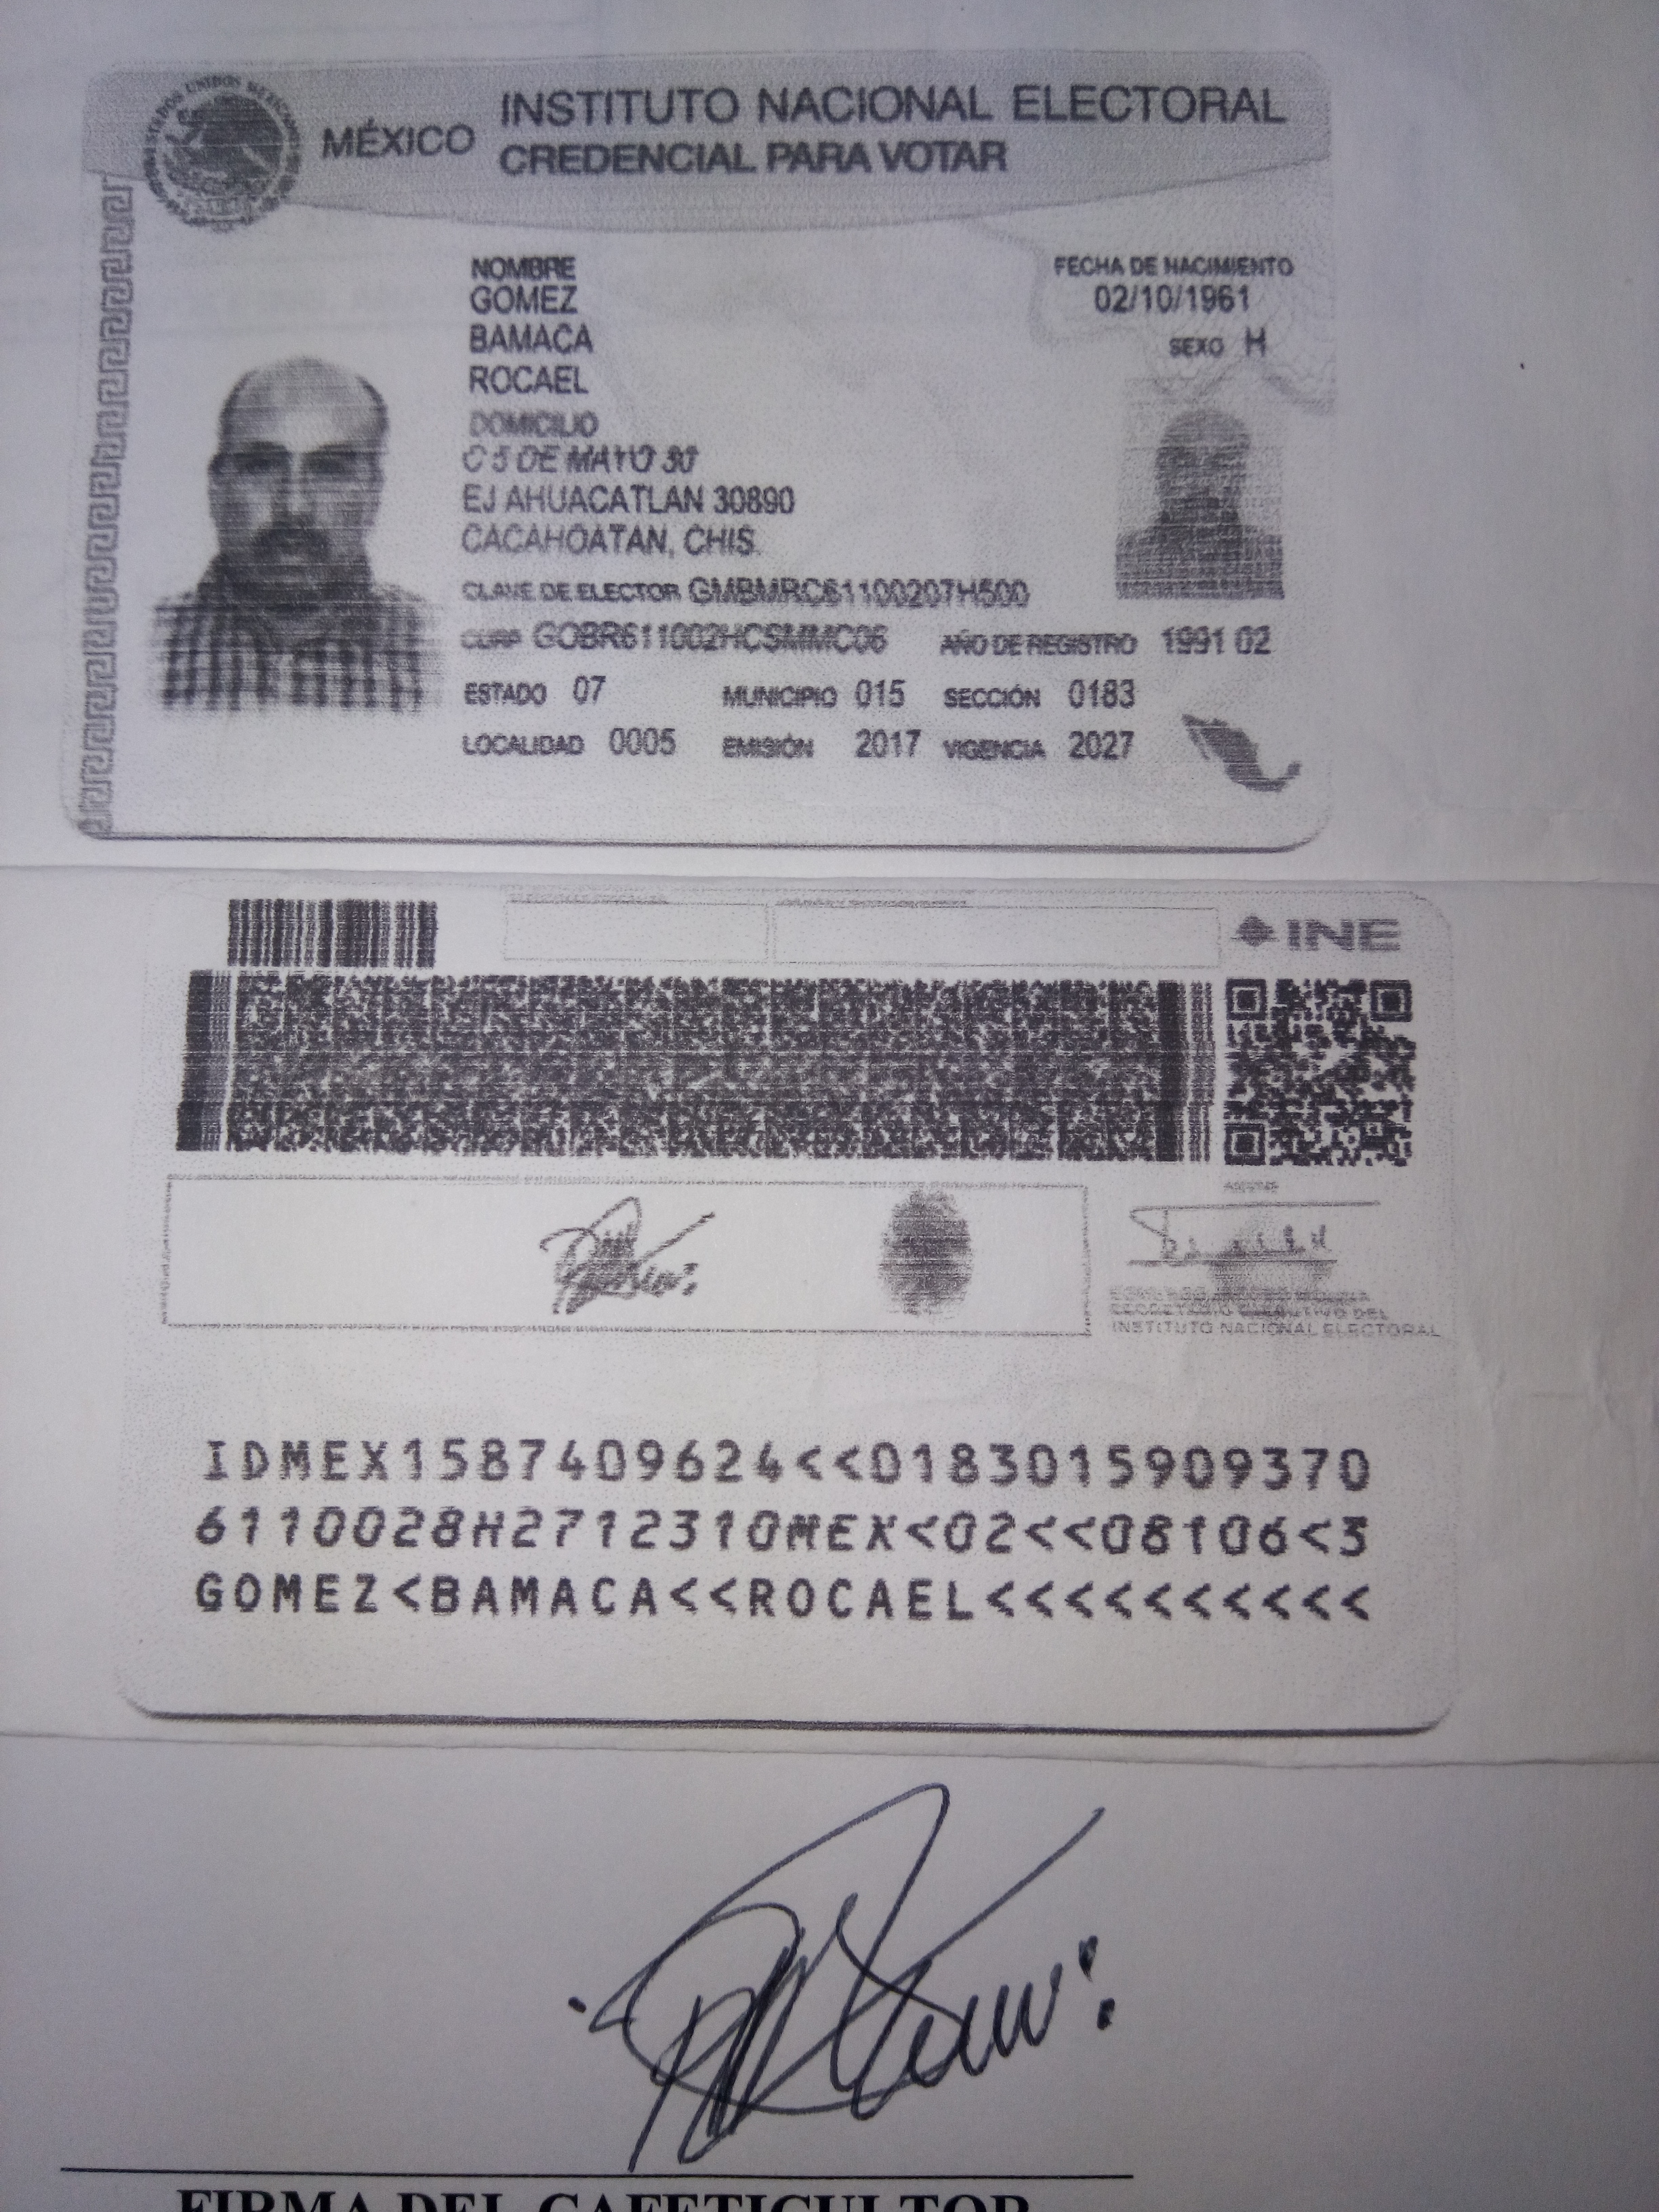 ESTADOS UNIDOS MEXICANOS
MÉXICO
INSTITUTO NACIONAL ELECTORAL
CREDENCIAL PARA VOTAR
NOMBRE
GOMEZ
BAMACA
ROCAEL
FECHA DE NACIMIENTO
02/10/1961
SEXO H
DOMICILIO
C 5 DE MAYO 30
EJ AHUACATLAN 30890
CACAHOATAN, CHIS.
CLAVE DE ELECTOR GMBMRC61100207H500
CURP GOBR611002HCSMMC06 AÑO DE REGISTRO 1991 02
ESTADO 07 MUNICIPIO 015 SECCIÓN 0183
LOCALIDAD 0005 EMISIÓN 2017 VIGENCIA 2027
INE
SECRETARIO EJECUTIVO DEL
INSTITUTO NACIONAL ELECTORAL
IDMEX1587409624<<0183015909370
6110028H2712310MEX<02<<08106<3
GOMEZ<BAMACA<<ROCAEL<<<<<<<<<<
FIRMA DEL CAFETICULTOR